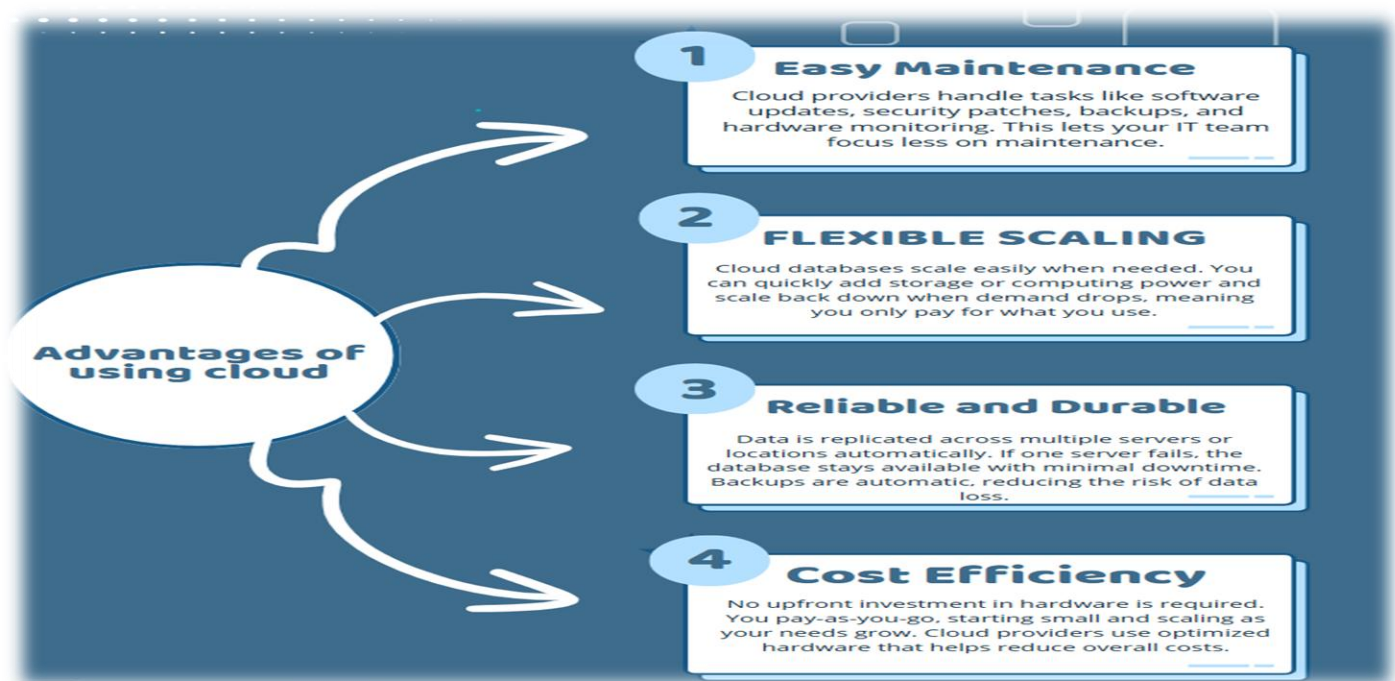 Advantages of
using cloud
1
Easy Maintenance
Cloud providers handle tasks like software
updates, security patches, backups, and
hardware monitoring. This lets your IT team
focus less on maintenance.
2
FLEXIBLE SCALING
Cloud databases scale easily when needed. You
can quickly add storage or computing power and
scale back down when demand drops, meaning
you only pay for what you use.
3
Reliable and Durable
Data is replicated across multiple servers or
locations automatically. If one server fails, the
database stays available with minimal downtime.
Backups are automatic, reducing the risk of data
loss.
4
Cost Efficiency
No upfront investment in hardware is required.
You pay-as-you-go, starting small and scaling as
your needs grow. Cloud providers use optimized
hardware that helps reduce overall costs.